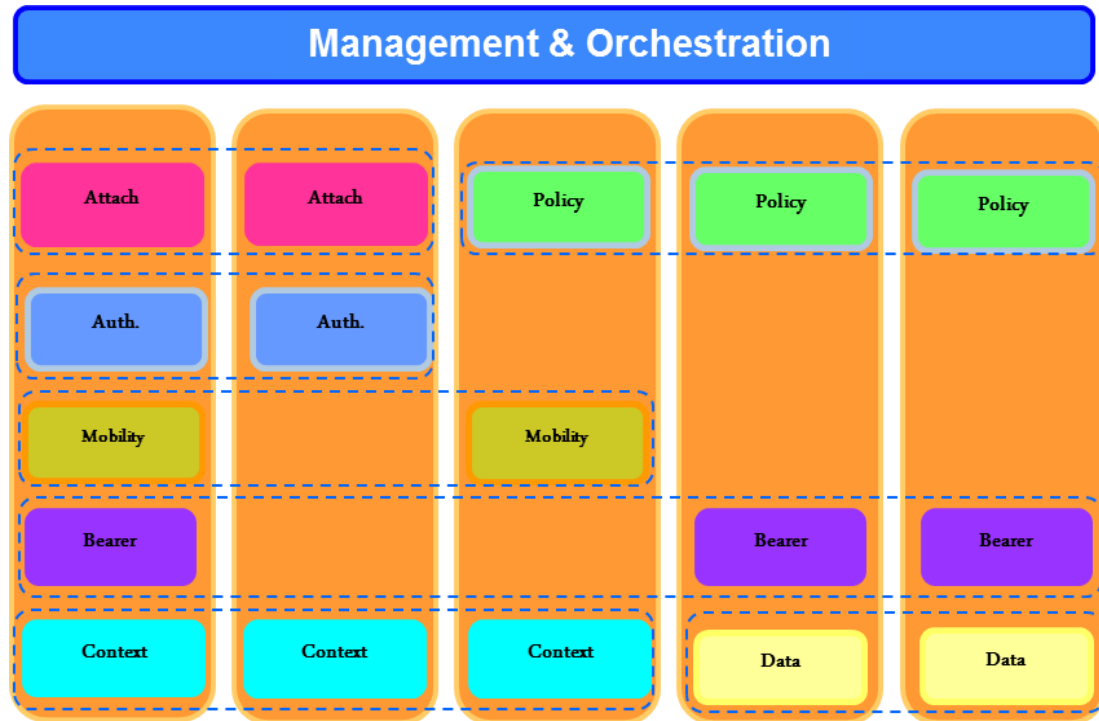 Management & Orchestration
Attach
Attach
Policy
Policy
Policy
Auth.
Auth.
Mobility
Mobility
Bearer
Bearer
Bearer
Context
Context
Context
Data
Data